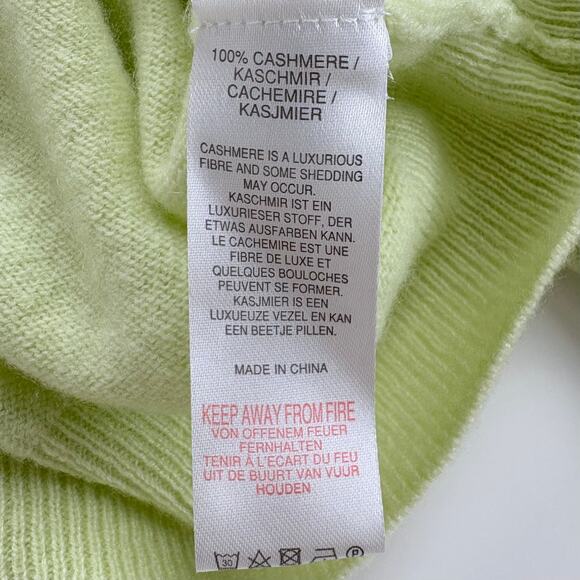 100% CASHMERE /
KASCHMIR /
CACHEMIRE /
KASJMIER
CASHMERE IS A LUXURIOUS
FIBRE AND SOME SHEDDING
MAY OCCUR.
KASCHMIR IST EIN
LUXURIESER STOFF, DER
ETWAS AUSFARBEN KANN.
LE CACHEMIRE EST UNE
FIBRE DE LUXE ET
QUELQUES BOULOCHES
PEUVENT SE FORMER.
KASJMIER IS EEN
LUXUEUZE VEZEL EN KAN
EEN BEETJE PILLEN.
MADE IN CHINA
KEEP AWAY FROM FIRE
VON OFFENEM FEUER
FERNHALTEN
TENIR À L'ECART DU FEU
UIT DE BUURT VAN VUUR
HOUDEN
30 P